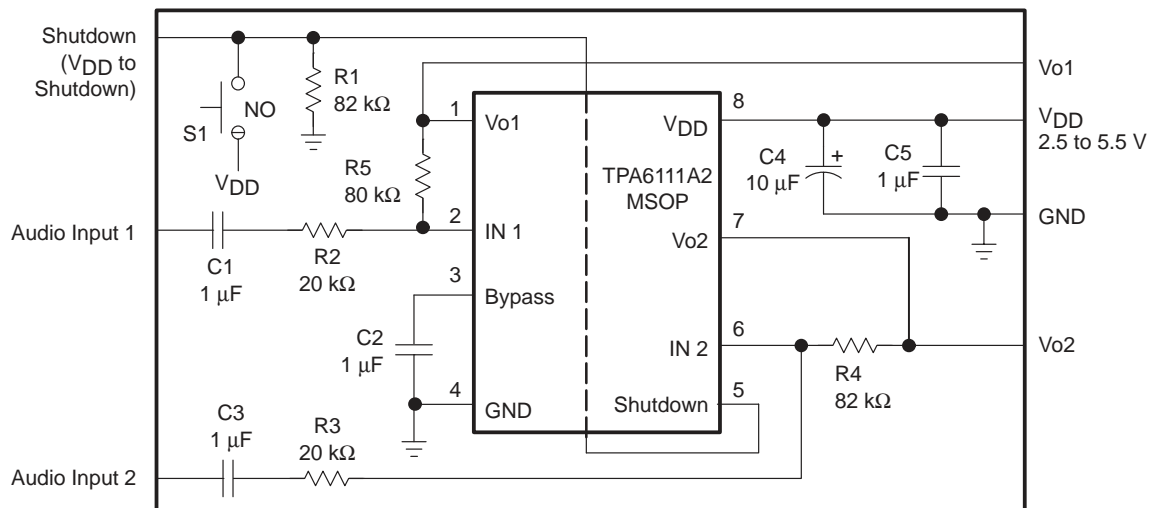 Shutdown
(VDD to
Shutdown)
S1
NO
VDD
R1
82 kΩ
Vo1
1
Vo1
8
VDD
VDD
2.5 to 5.5 V
R5
80 kΩ
TPA6111A2
MSOP
C4
10 μF
+
C5
1 μF
Audio Input 1
C1
1 μF
R2
20 kΩ
2
IN 1
7
Vo2
GND
3
Bypass
C2
1 μF
6
IN 2
R4
82 kΩ
Vo2
4
GND
5
Shutdown
Audio Input 2
C3
1 μF
R3
20 kΩ